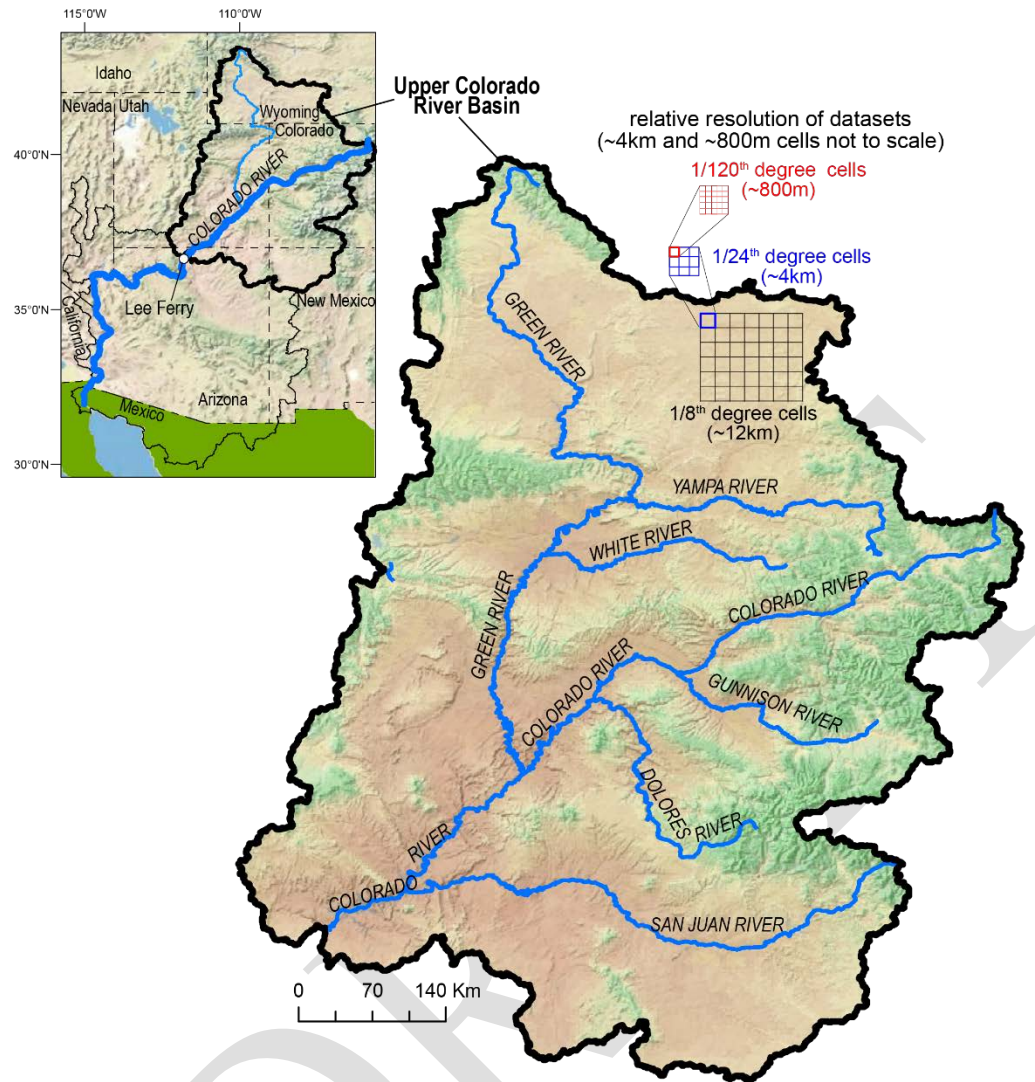 115°0'W
110°0'W
40°0'N
35°0'N
30°0'N
Idaho
Nevada
Utah
Wyoming
Colorado
COLORADO RIVER
Lee Ferry
New Mexico
California
Arizona
Mexico
Upper Colorado
River Basin
relative resolution of datasets
(~4km and ~800m cells not to scale)
1/120th degree cells
(~800m)
1/24th degree cells
(~4km)
1/8th degree cells
(~12km)
GREEN RIVER
YAMPA RIVER
WHITE RIVER
COLORADO RIVER
GREEN RIVER
COLORADO RIVER
GUNNISON RIVER
DOLORES RIVER
COLORADO RIVER
SAN JUAN RIVER
0 70 140 Km